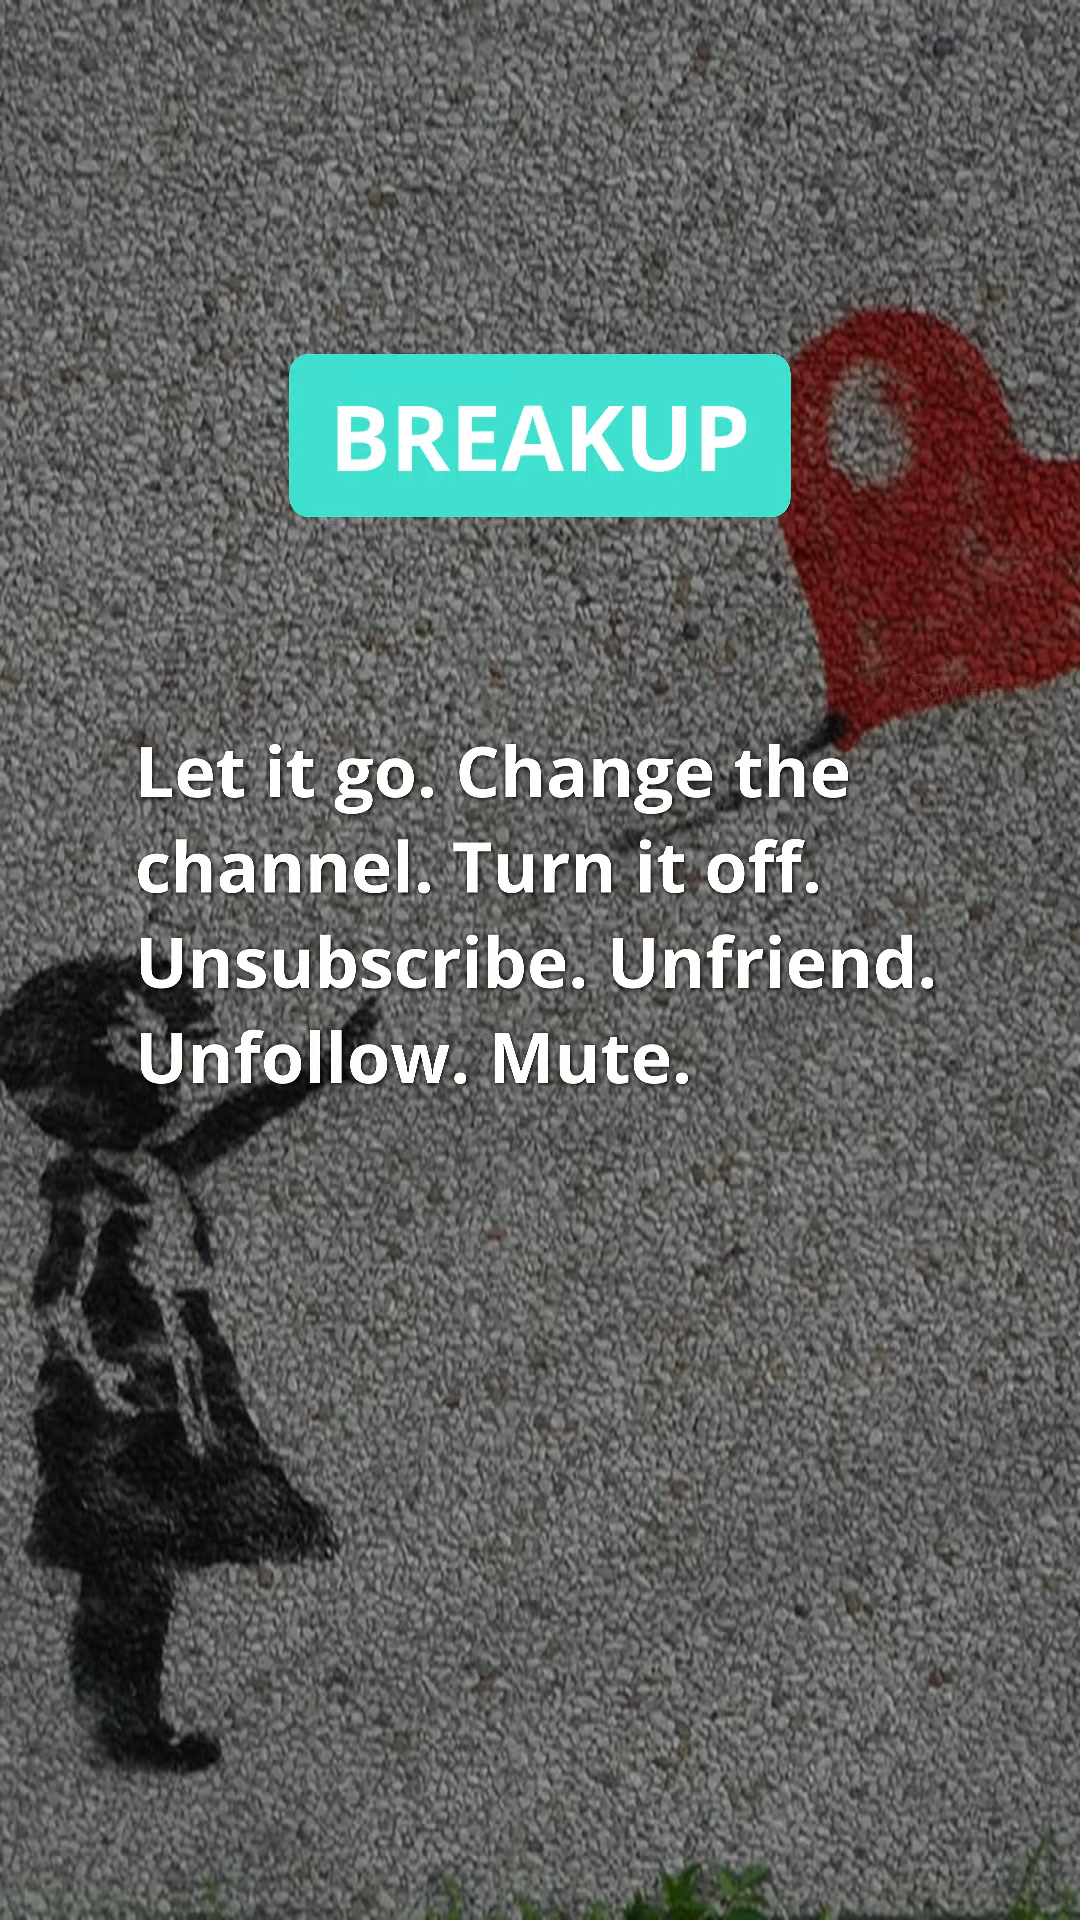 BREAKUP
Let it go. Change the
channel. Turn it off.
Unsubscribe. Unfriend.
Unfollow. Mute.